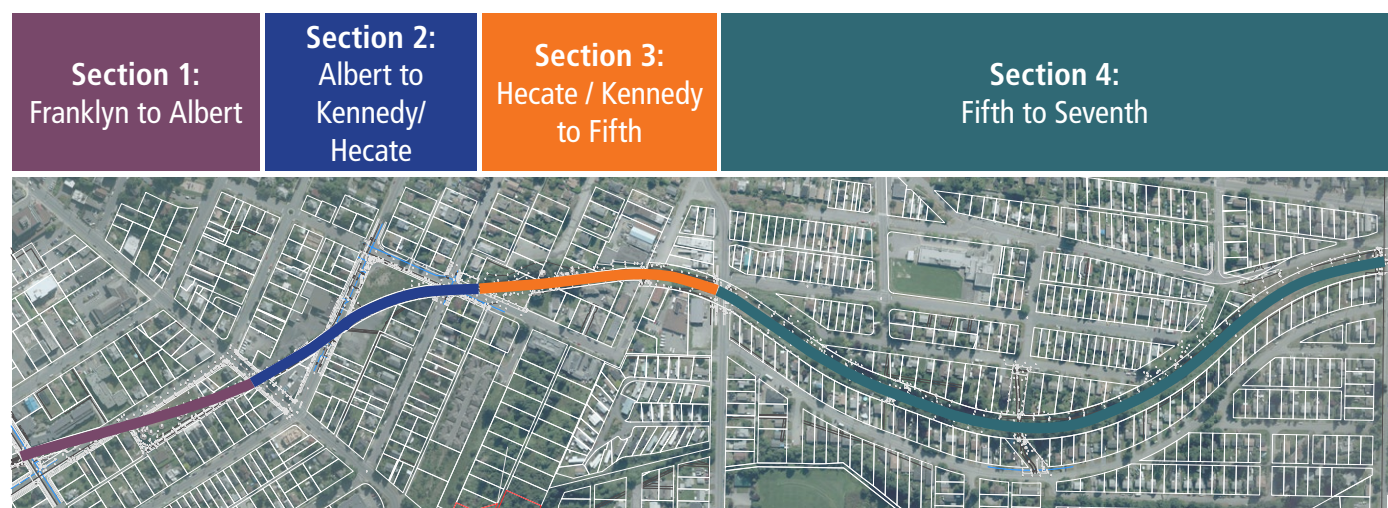 Section 1:
Franklyn to Albert
Section 2:
Albert to
Kennedy/
Hecate
Section 3:
Hecate / Kennedy
to Fifth
Section 4:
Fifth to Seventh